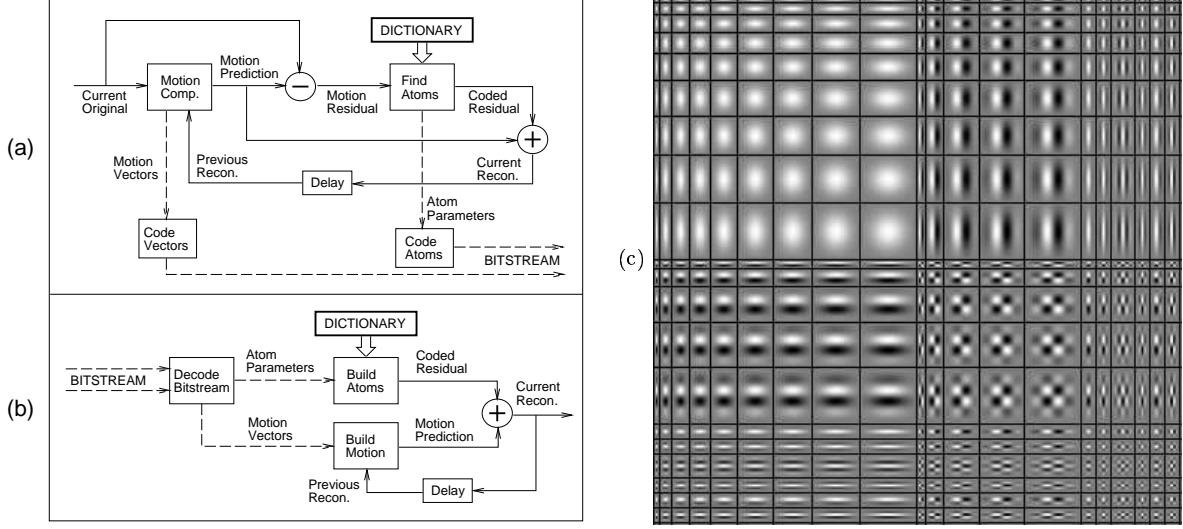 (a)
DICTIONARY
Current
Original
Motion
Comp.
Motion
Prediction
Motion
Residual
Find
Atoms
Coded
Residual
Motion
Vectors
Previous
Recon.
Delay
Current
Recon.
Atom
Parameters
Code
Vectors
Code
Atoms
BITSTREAM
(b)
DICTIONARY
BITSTREAM
Decode
Bitstream
Atom
Parameters
Build
Atoms
Coded
Residual
Current
Recon.
Motion
Vectors
Build
Motion
Motion
Prediction
Previous
Recon.
Delay
(c)